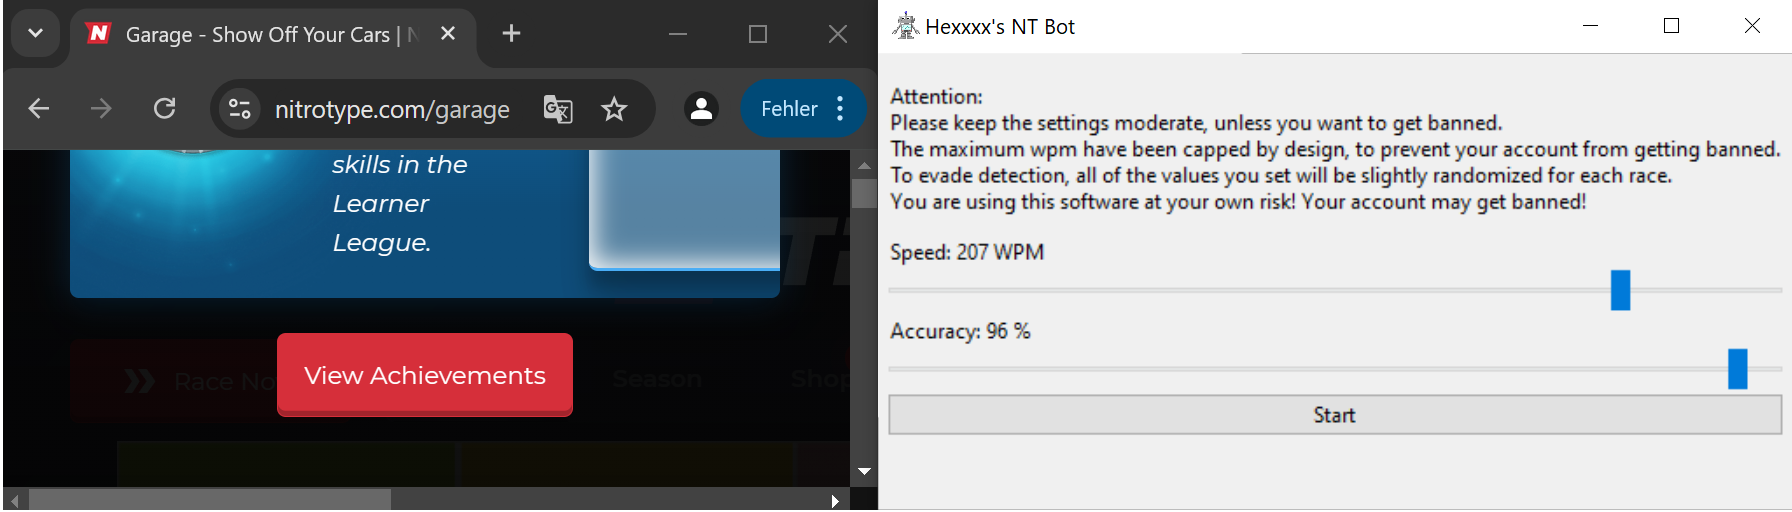 N Garage - Show Off Your Cars | N
nitrotype.com/garage
Fehler
skills in the
Learner
League.
Race No
View Achievements
Season
Shop
Hexxxx's NT Bot
Attention:
Please keep the settings moderate, unless you want to get banned.
The maximum wpm have been capped by design, to prevent your account from getting banned.
To evade detection, all of the values you set will be slightly randomized for each race.
You are using this software at your own risk! Your account may get banned!
Speed: 207 WPM
Accuracy: 96 %
Start